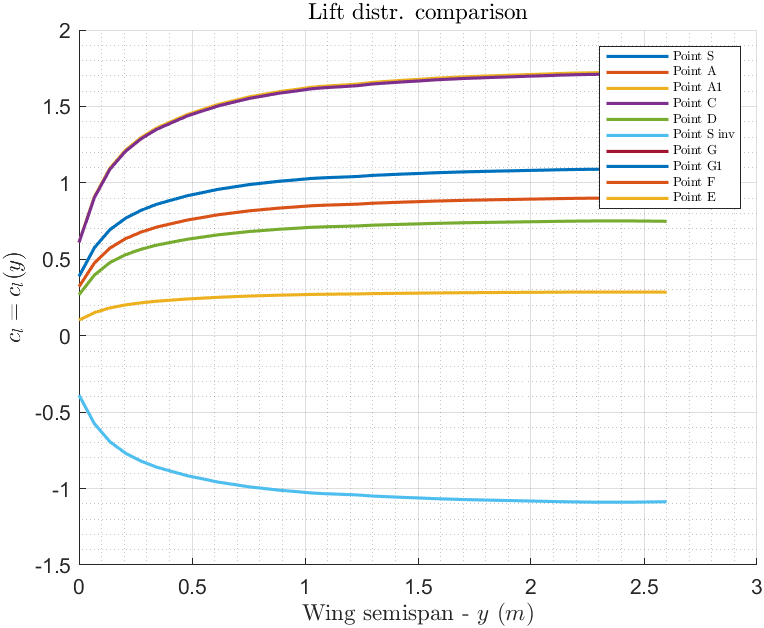 Lift distr. comparison
2
1.5
1
0.5
0
-0.5
-1
-1.5
c_l = c_l(y)
Point S
Point A
Point A1
Point C
Point D
Point S inv
Point G
Point G1
Point F
Point E
0 0.5 1 1.5 2 2.5 3
Wing semispan - y (m)